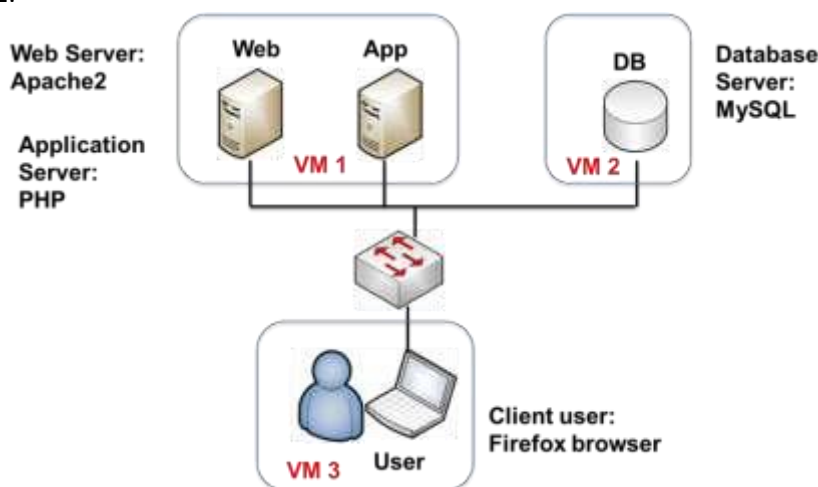 Web Server:
Apache2
Web
App
DB
Database
Server:
MySQL
Application
Server:
PHP
VM 1
VM 2
Client user:
Firefox browser
VM 3
User